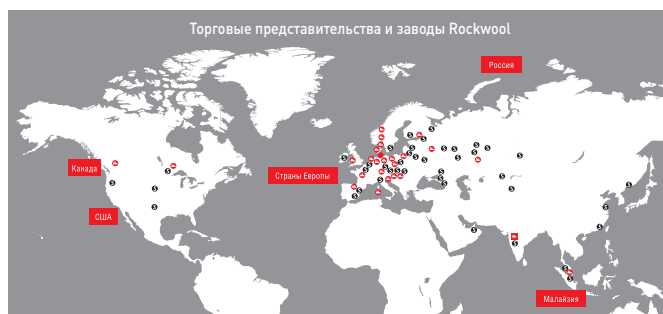 Торговые представительства и заводы Rockwool
Россия
Канада
Страны Европы
США
Малайзия